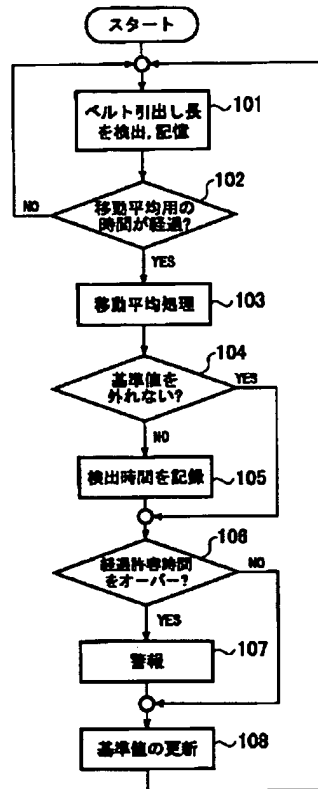 スタート
ベルト引出し長
を検出,記憶
101
102
移動平均用の
時間が経過?
NO
YES
移動平均処理
103
104
基準値を
外れない?
YES
NO
検出時間を記録
105
106
経過許容時間
をオーバー?
NO
YES
警報
107
基準値の更新
108